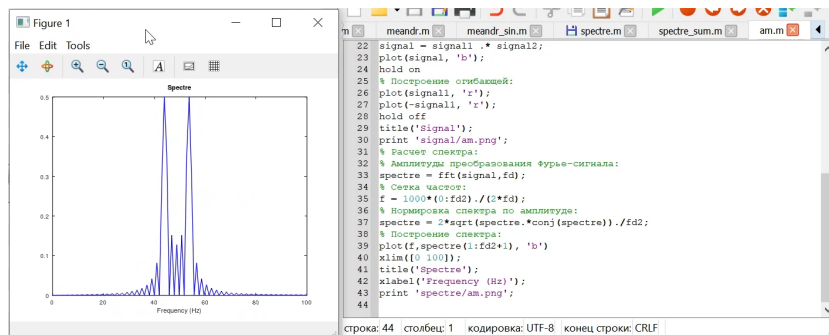 Figure 1
File Edit Tools
Spectre
0.5
0.4
0.3
0.2
0.1
0
0 20 40 60 80 100
Frequency (Hz)
meandr.m meandr_sin.m spectre.m spectre_sum.m am.m
22 signal = signal1 .* signal2;
23 plot(signal, 'b');
24 hold on
25 % Построение огибающей:
26 plot(signal1, 'r');
27 plot(-signal1, 'r');
28 hold off
29 title('Signal');
30 print 'signal/am.png';
31 % Расчет спектра:
32 % Амплитуды преобразования Фурье-сигнала:
33 spectre = fft(signal,fd);
34 % Сетка частот:
35 f = 1000*(0:fd2)./(2*fd);
36 % Нормировка спектра по амплитуде:
37 spectre = 2*sqrt(spectre.*conj(spectre))./fd2;
38 % Построение спектра:
39 plot(f,spectre(1:fd2+1), 'b')
40 xlim([0 100]);
41 title('Spectre');
42 xlabel('Frequency (Hz)');
43 print 'spectre/am.png';
44
строка: 44 столбец: 1 кодировка: UTF-8 конец строки: CRLF